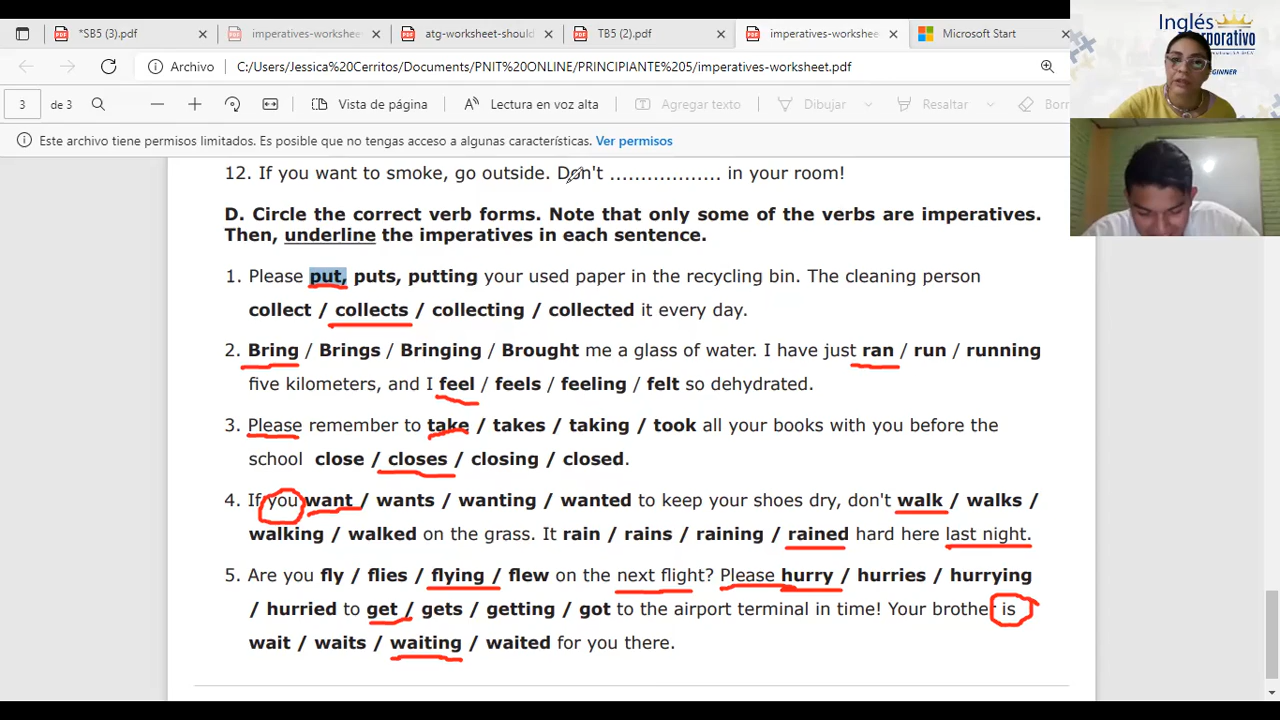 *SB5 (3).pdf
imperatives-workshee
atg-worksheet-should
TB5 (2).pdf
imperatives-workshee
Microsoft Start
Archivo
C:/Users/Jessica%20Cerritos/Documents/PNIT%20ONLINE/PRINCIPIANTE%205/imperatives-worksheet.pdf
3 de 3
Vista de página
Lectura en voz alta
Agregar texto
Dibujar
Resaltar
Borr
Este archivo tiene permisos limitados. Es posible que no tengas acceso a algunas características. Ver permisos
Inglés
orporativo
12. If you want to smoke, go outside. Don't .................. in your room!
D. Circle the correct verb forms. Note that only some of the verbs are imperatives.
Then, underline the imperatives in each sentence.
1. Please put, puts, putting your used paper in the recycling bin. The cleaning person
collect / collects / collecting / collected it every day.
2. Bring / Brings / Bringing / Brought me a glass of water. I have just ran / run / running
five kilometers, and I feel / feels / feeling / felt so dehydrated.
3. Please remember to take / takes / taking / took all your books with you before the
school close / closes / closing / closed.
4. If you want / wants / wanting / wanted to keep your shoes dry, don't walk / walks /
walking / walked on the grass. It rain / rains / raining / rained hard here last night.
5. Are you fly / flies / flying / flew on the next flight? Please hurry / hurries / hurrying
/ hurried to get / gets / getting / got to the airport terminal in time! Your brother is
wait / waits / waiting / waited for you there.